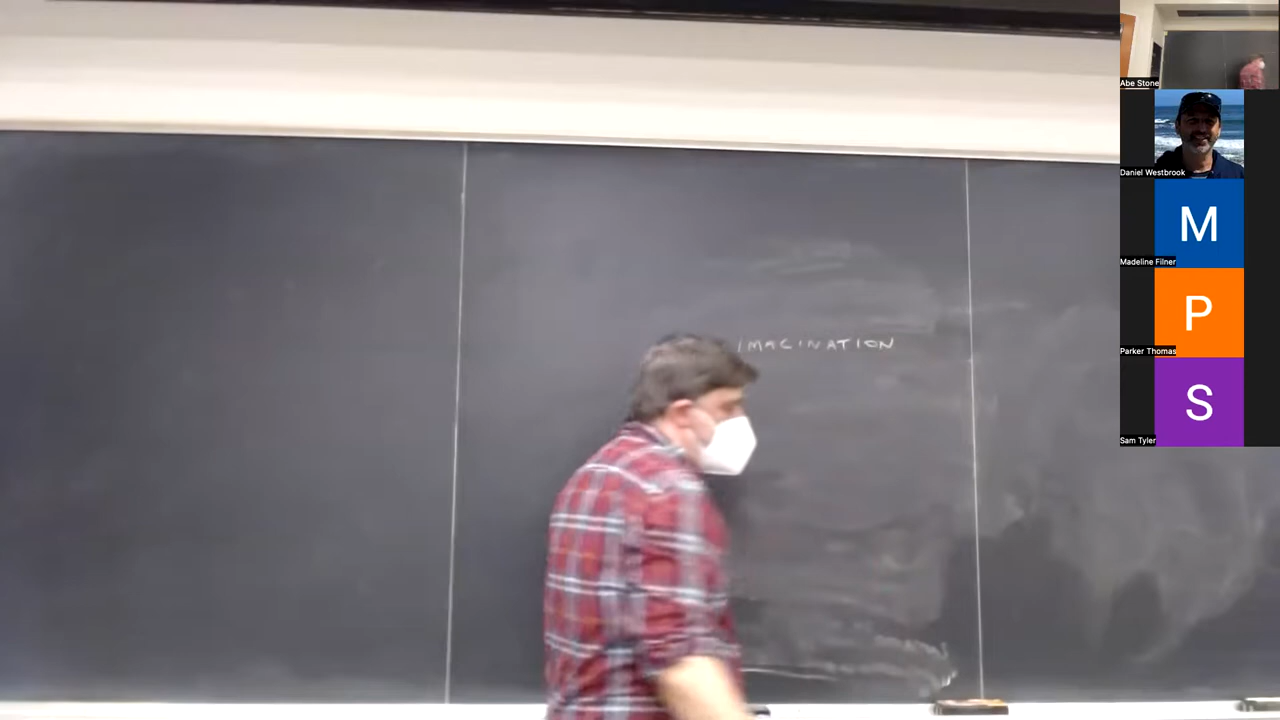 Abe Stone
Daniel Westbrook
M
Madeline Filner
P
Parker Thomas
S
Sam Tyler
IMAGINATION